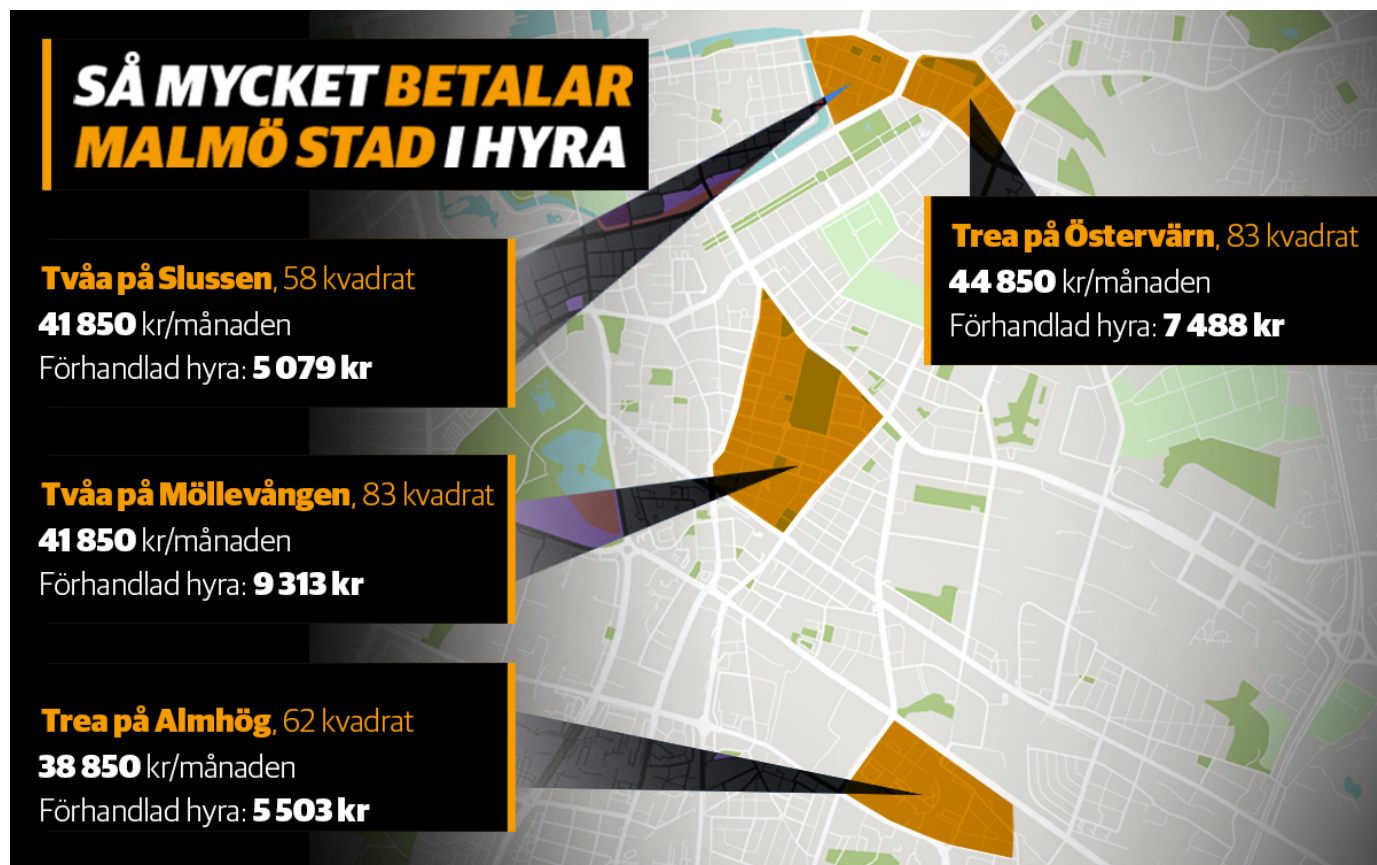 SÅ MYCKET BETALAR
MALMÖ STAD I HYRA
Tvåa på Slussen, 58 kvadrat
41 850 kr/månaden
Förhandlad hyra: 5 079 kr
Trea på Östervärn, 83 kvadrat
44 850 kr/månaden
Förhandlad hyra: 7 488 kr
Tvåa på Möllevången, 83 kvadrat
41 850 kr/månaden
Förhandlad hyra: 9 313 kr
Trea på Almhög, 62 kvadrat
38 850 kr/månaden
Förhandlad hyra: 5 503 kr